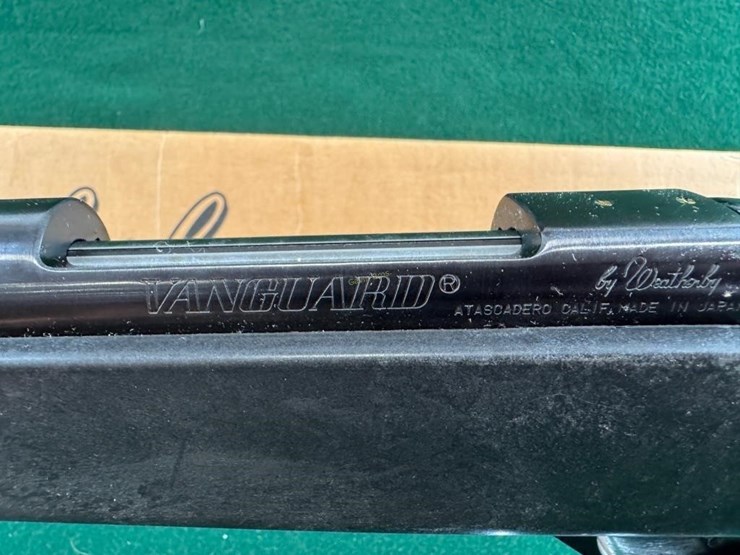 VANGUARD®
by Weatherby
ATASCADERO CALIF. MADE IN JAPAN